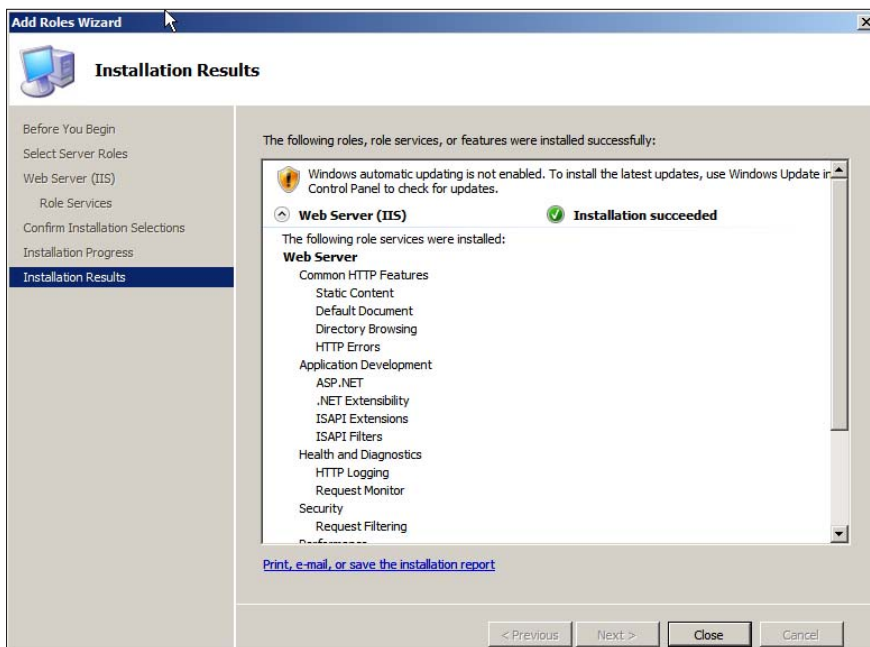 Add Roles Wizard
Installation Results
Before You Begin
Select Server Roles
Web Server (IIS)
Role Services
Confirm Installation Selections
Installation Progress
Installation Results
The following roles, role services, or features were installed successfully:
Windows automatic updating is not enabled. To install the latest updates, use Windows Update in
Control Panel to check for updates.
Web Server (IIS) Installation succeeded
The following role services were installed:
Web Server
Common HTTP Features
Static Content
Default Document
Directory Browsing
HTTP Errors
Application Development
ASP.NET
.NET Extensibility
ISAPI Extensions
ISAPI Filters
Health and Diagnostics
HTTP Logging
Request Monitor
Security
Request Filtering
Performance
Print, e-mail, or save the installation report
< Previous Next > Close Cancel